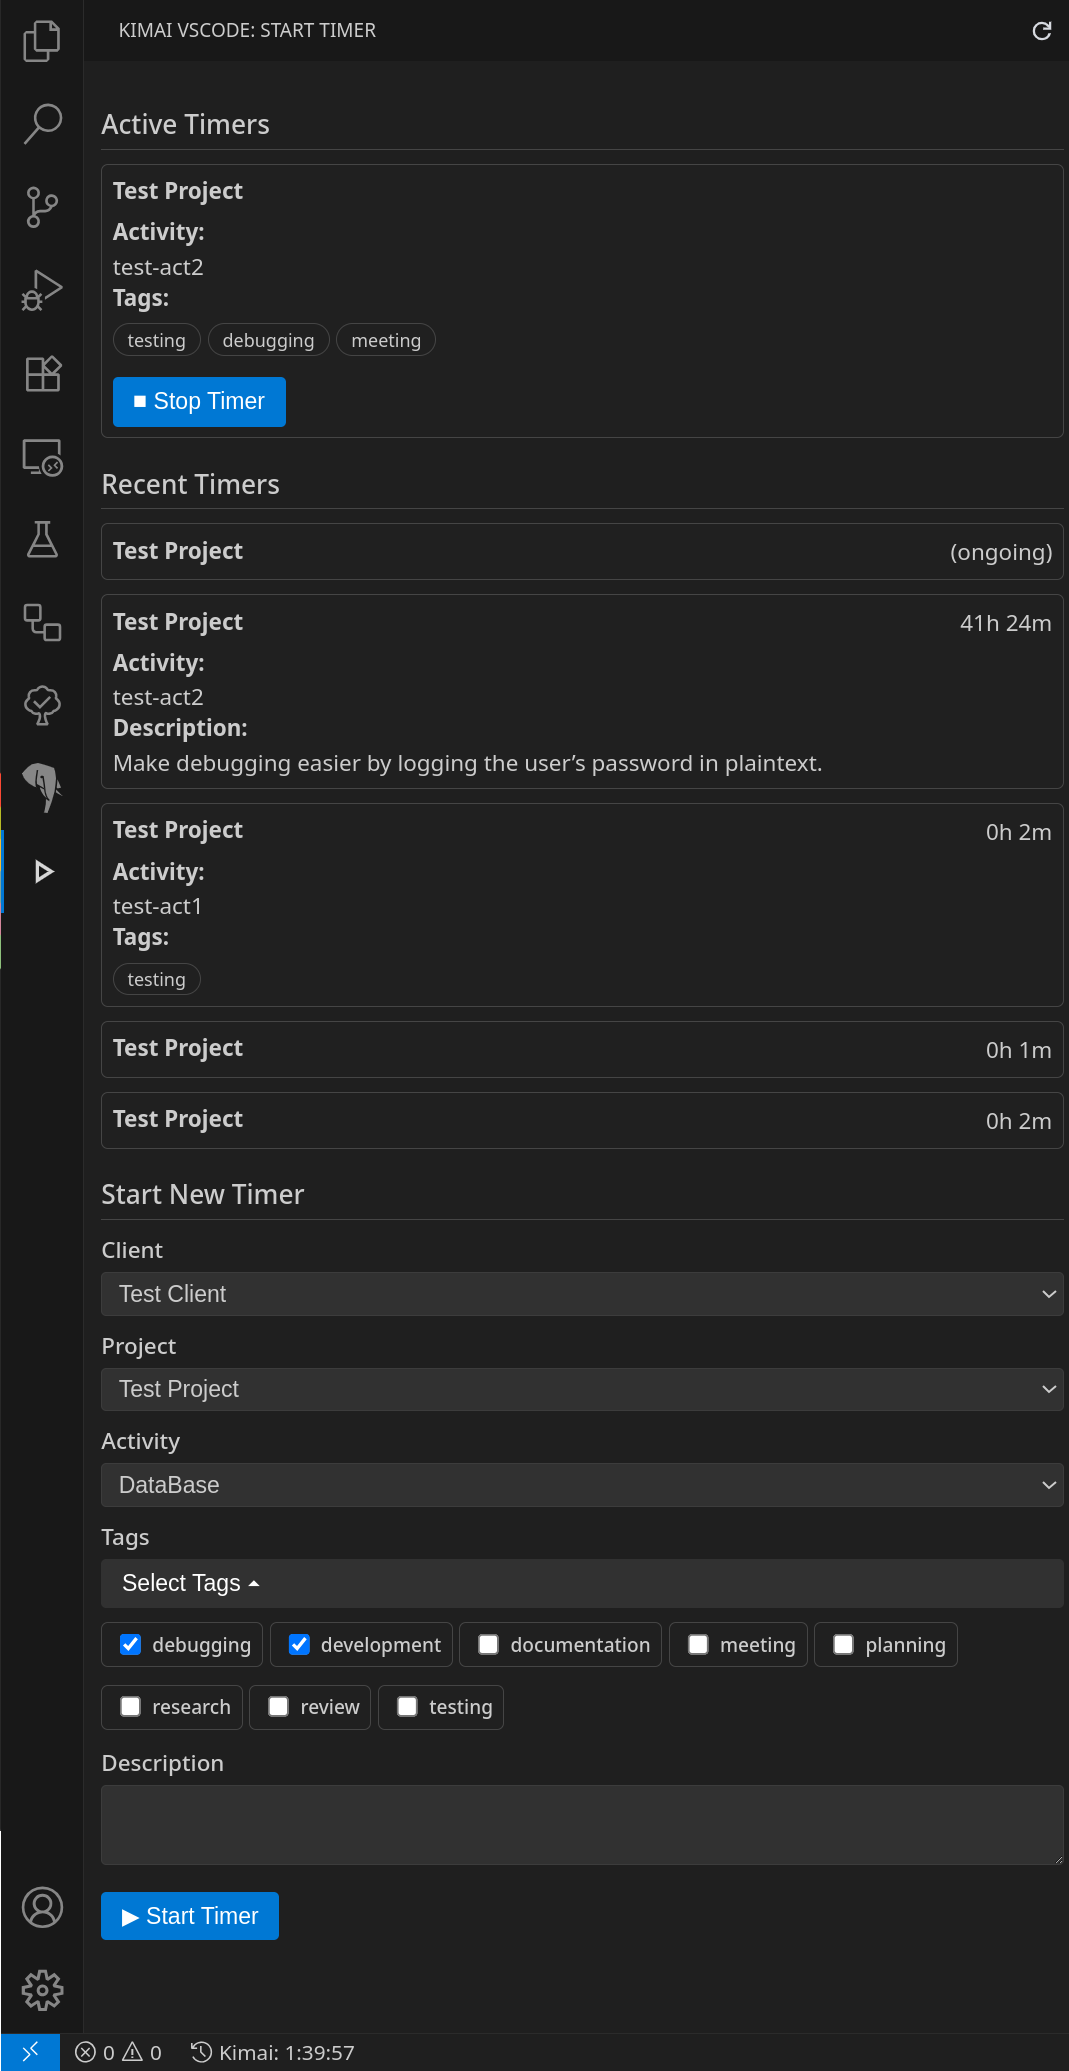 KIMAI VSCODE: START TIMER
Active Timers
Test Project
Activity:
test-act2
Tags:
testing debugging meeting
■ Stop Timer
Recent Timers
Test Project (ongoing)
Test Project 41h 24m
Activity:
test-act2
Description:
Make debugging easier by logging the user’s password in plaintext.
Test Project 0h 2m
Activity:
test-act1
Tags:
testing
Test Project 0h 1m
Test Project 0h 2m
Start New Timer
Client
Test Client
Project
Test Project
Activity
DataBase
Tags
Select Tags
debugging development documentation meeting planning
research review testing
Description
▶ Start Timer
0 0 Kimai: 1:39:57